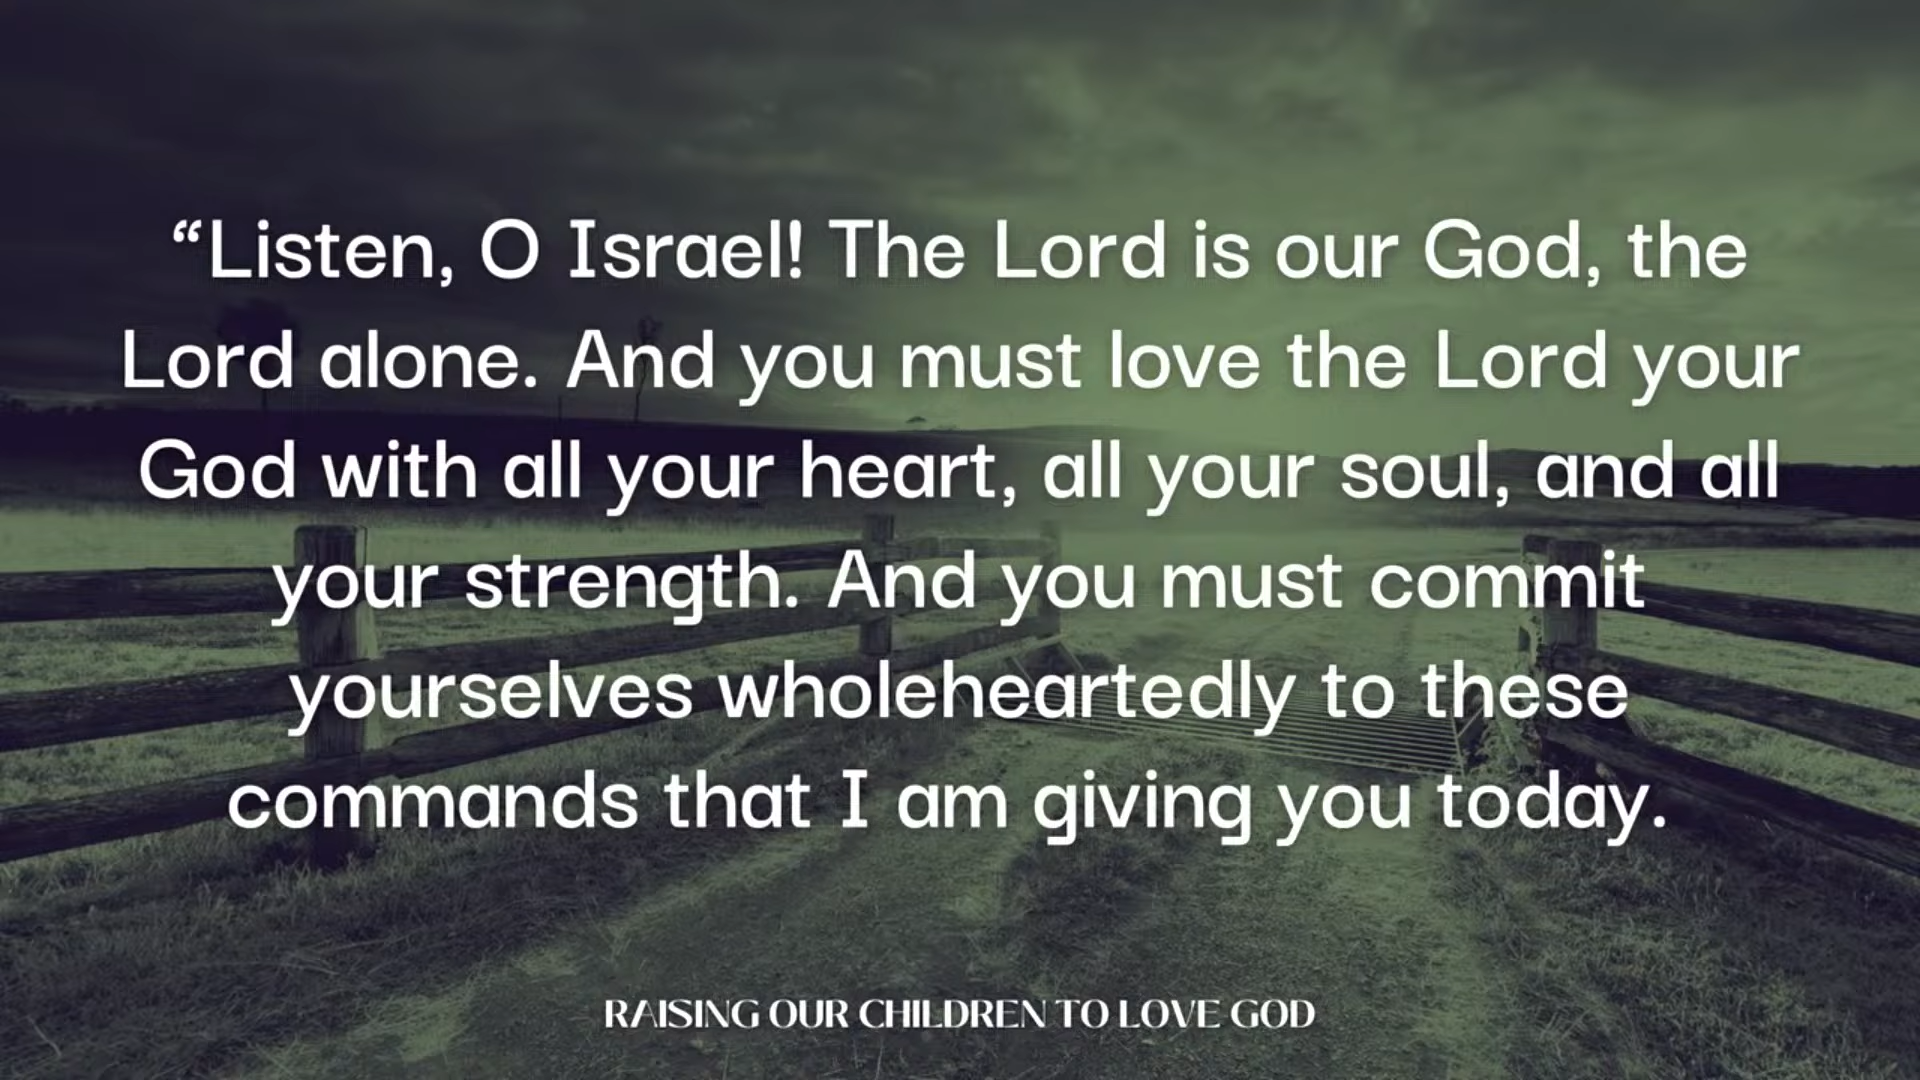 “Listen, O Israel! The Lord is our God, the
Lord alone. And you must love the Lord your
God with all your heart, all your soul, and all
your strength. And you must commit
yourselves wholeheartedly to these
commands that I am giving you today.
RAISING OUR CHILDREN TO LOVE GOD